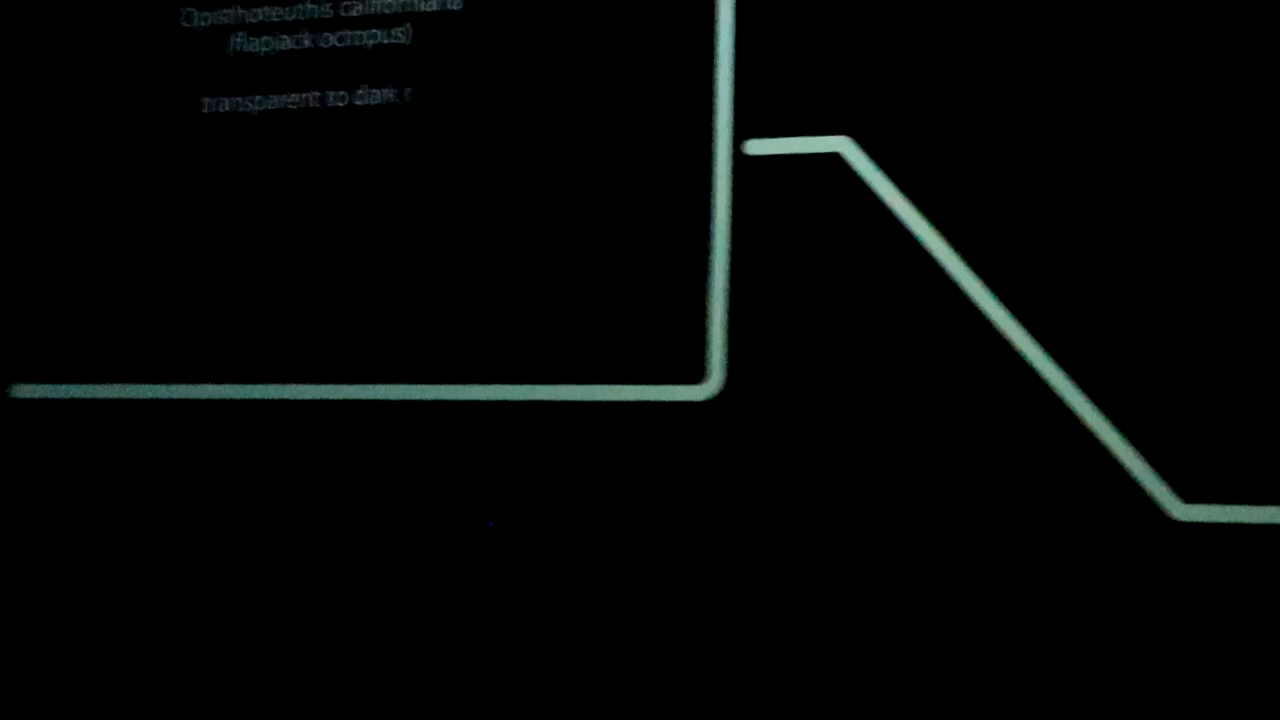 Opisthoteuthis californiana
(flapjack octopus)
transparent to dark r